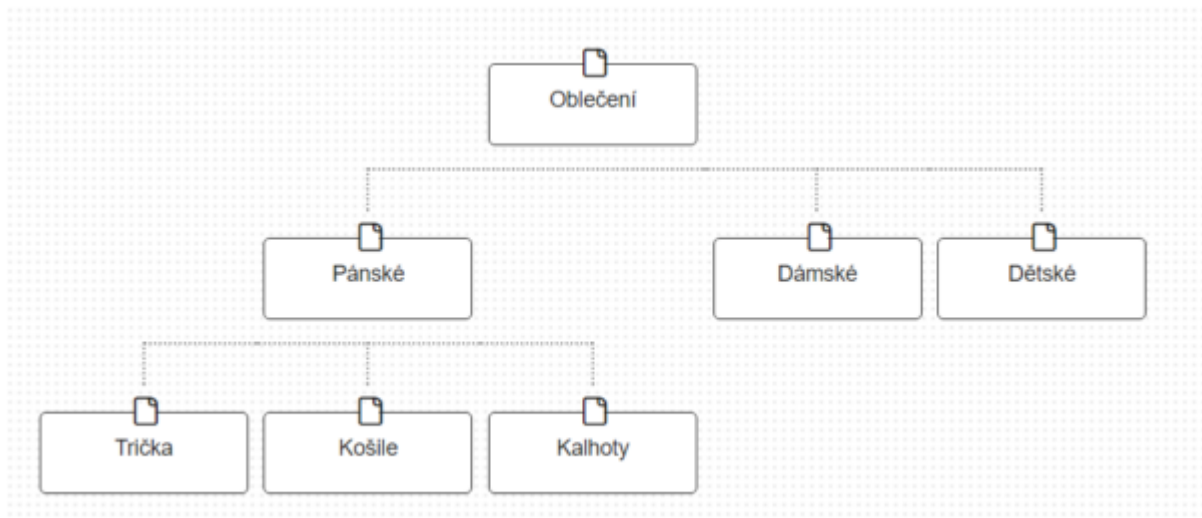 Oblečení
Pánské
Dámské
Dětské
Trička
Košile
Kalhoty